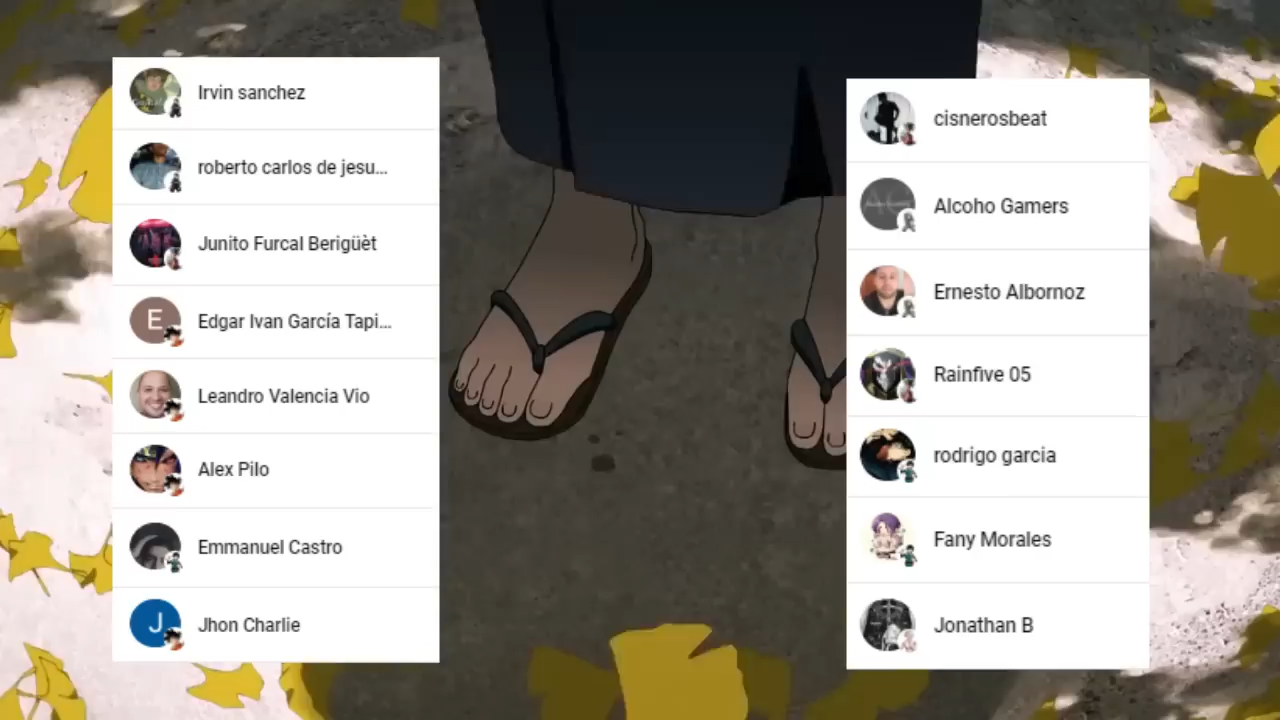 Irvin sanchez
roberto carlos de jesu...
Junito Furcal Berigüèt
E
Edgar Ivan García Tapi...
Leandro Valencia Vio
Alex Pilo
Emmanuel Castro
J
Jhon Charlie
cisnerosbeat
Alcoho Gamers
Ernesto Albornoz
Rainfive 05
rodrigo garcia
Fany Morales
Jonathan B